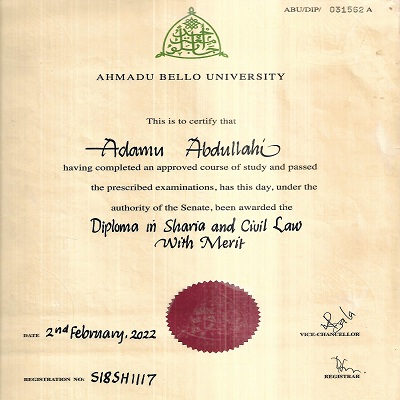 ABU/DIP/ 031562 A
AHMADU BELLO UNIVERSITY
This is to certify that
Adamu Abdullahi
having completed an approved course of study and passed
the prescribed examinations, has this day, under the
authority of the Senate, been awarded the
Diploma in Sharia and Civil Law
With Merit
DATE 2nd February, 2022
VICE-CHANCELLOR
REGISTRAR
REGISTRATION NO: S18SH1117